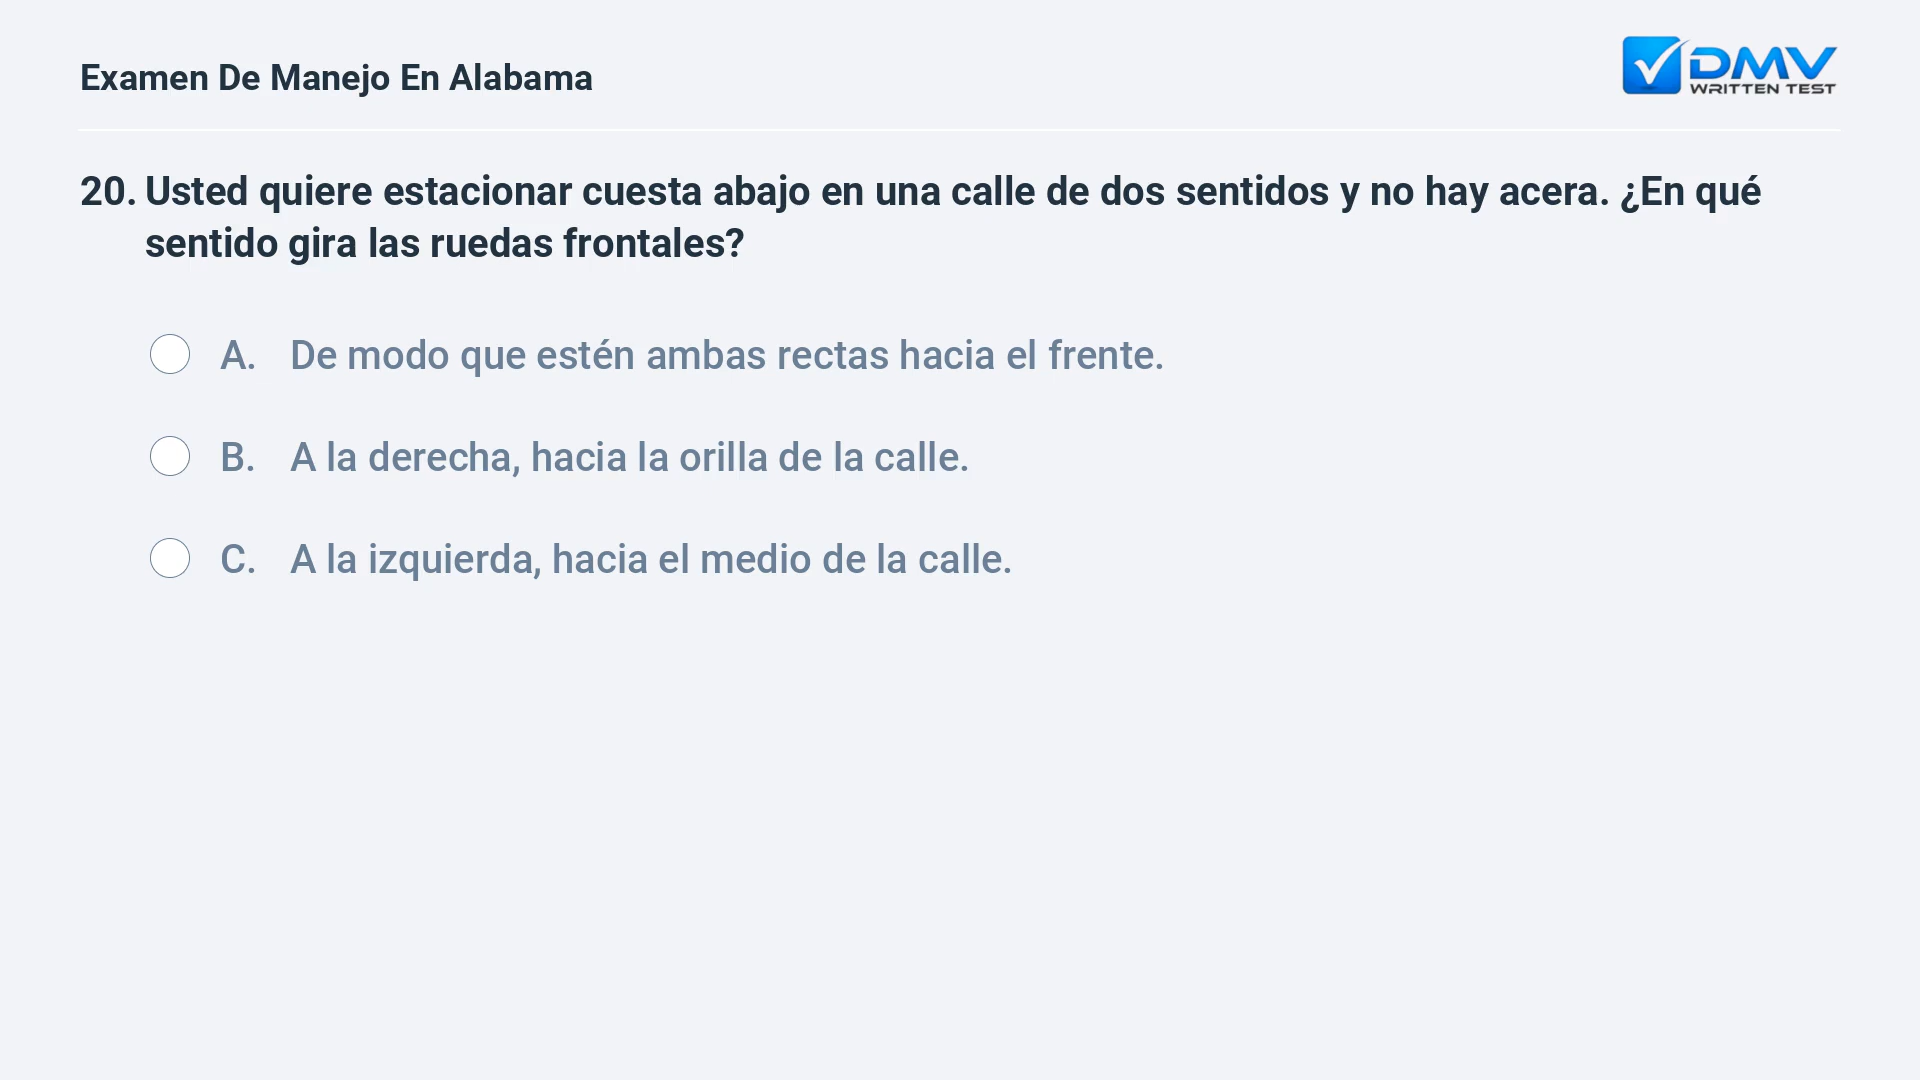 Examen De Manejo En Alabama
DMV
WRITTEN TEST
20. Usted quiere estacionar cuesta abajo en una calle de dos sentidos y no hay acera. ¿En qué
sentido gira las ruedas frontales?
A. De modo que estén ambas rectas hacia el frente.
B. A la derecha, hacia la orilla de la calle.
C. A la izquierda, hacia el medio de la calle.